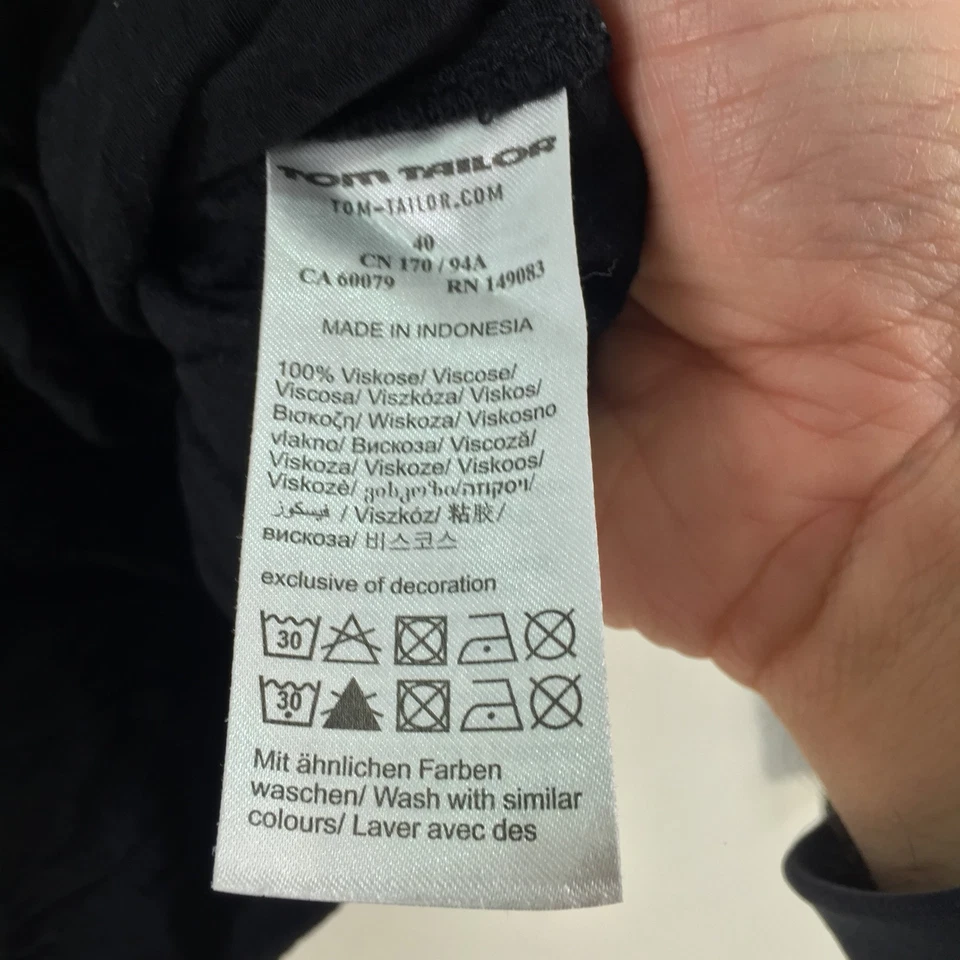 TOM TAILOR
TOM-TAILOR.COM
40
CN 170 / 94A
CA 60079 RN 149083
MADE IN INDONESIA
100% Viskose/ Viscose/
Viscosa/ Viszkóza/ Viskos/
Βισκοζη/ Wiskoza/ Viskosno
vlakno/ Вискоза/ Viscoză/
Viskoza/ Viskoze/ Viskoos/
Viskozė/ ვისკოზა/ויסקוזה/
فيسكوز / Viszkóz/ 粘胶/
вискоза/ 비스코스
exclusive of decoration
30
30
Mit ähnlichen Farben
waschen/ Wash with similar
colours/ Laver avec des